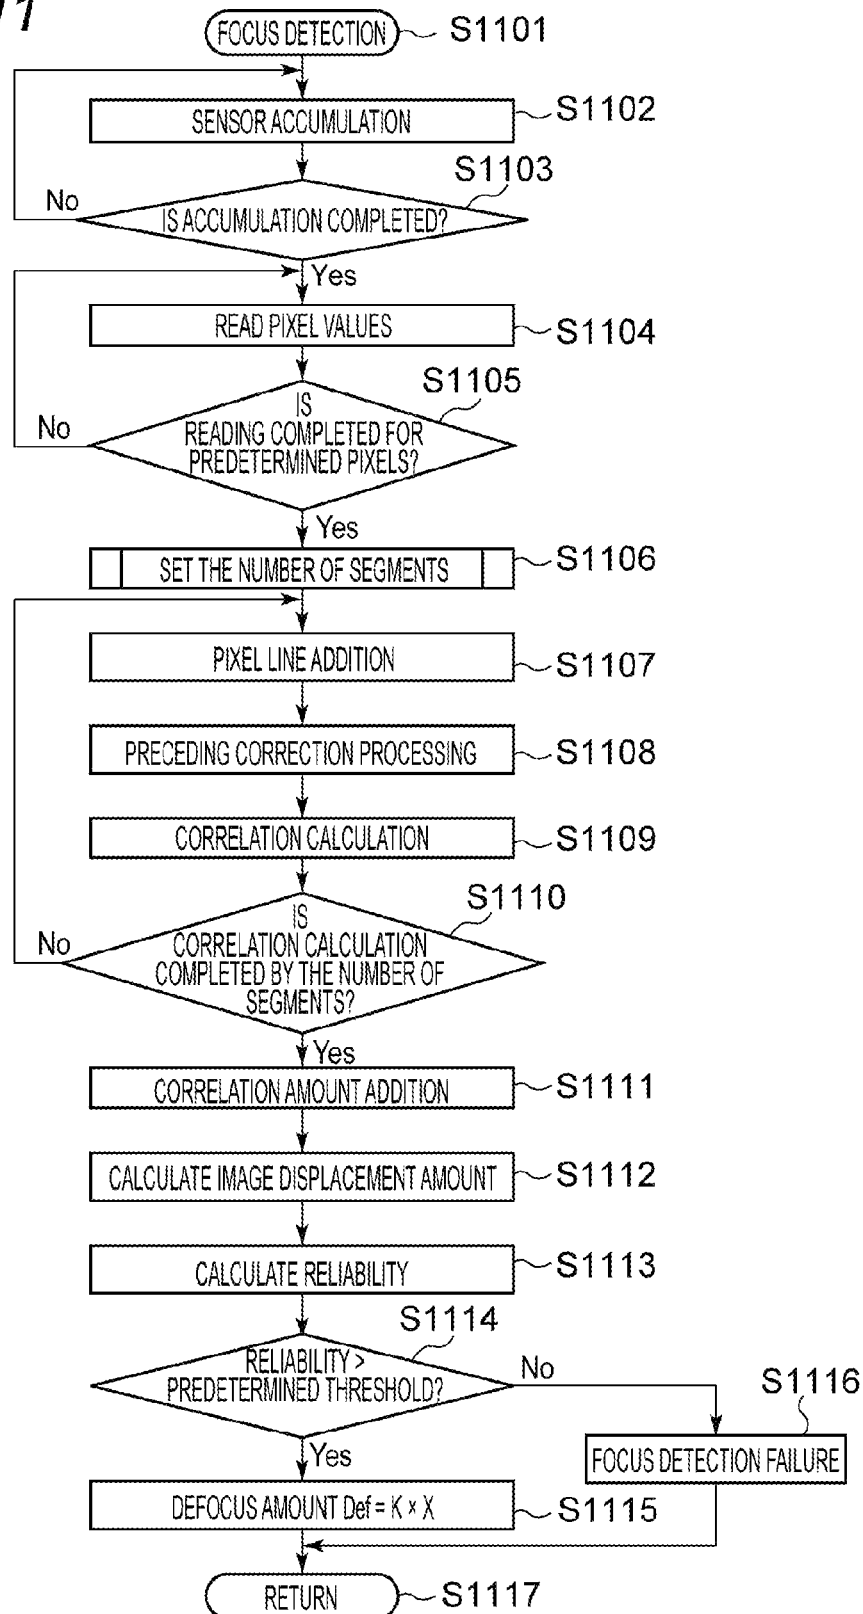 FOCUS DETECTION
S1101
SENSOR ACCUMULATION
S1102
S1103
No
IS ACCUMULATION COMPLETED?
Yes
READ PIXEL VALUES
S1104
S1105
IS
No
READING COMPLETED FOR
PREDETERMINED PIXELS?
Yes
SET THE NUMBER OF SEGMENTS
S1106
PIXEL LINE ADDITION
S1107
PRECEDING CORRECTION PROCESSING
S1108
CORRELATION CALCULATION
S1109
S1110
IS
No
CORRELATION CALCULATION
COMPLETED BY THE NUMBER OF
SEGMENTS?
Yes
CORRELATION AMOUNT ADDITION
S1111
CALCULATE IMAGE DISPLACEMENT AMOUNT
S1112
CALCULATE RELIABILITY
S1113
S1114
RELIABILITY >
PREDETERMINED THRESHOLD?
No
S1116
FOCUS DETECTION FAILURE
Yes
DEFOCUS AMOUNT Def = K × X
S1115
RETURN
S1117